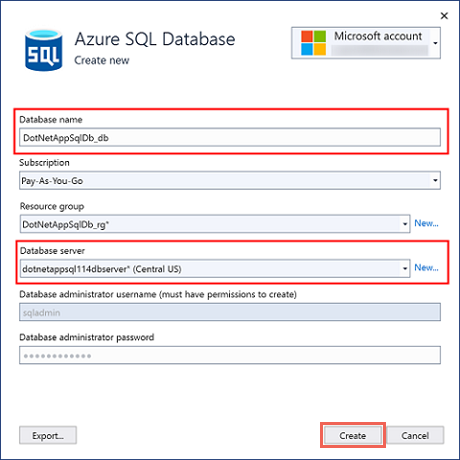 SQL
Azure SQL Database
Create new
Microsoft account
Database name
DotNetAppSqlDb_db
Subscription
Pay-As-You-Go
Resource group
DotNetAppSqlDb_rg*
New...
Database server
dotnetappsql114dbserver* (Central US)
New...
Database administrator username (must have permissions to create)
sqladmin
Database administrator password
Export...
Create
Cancel